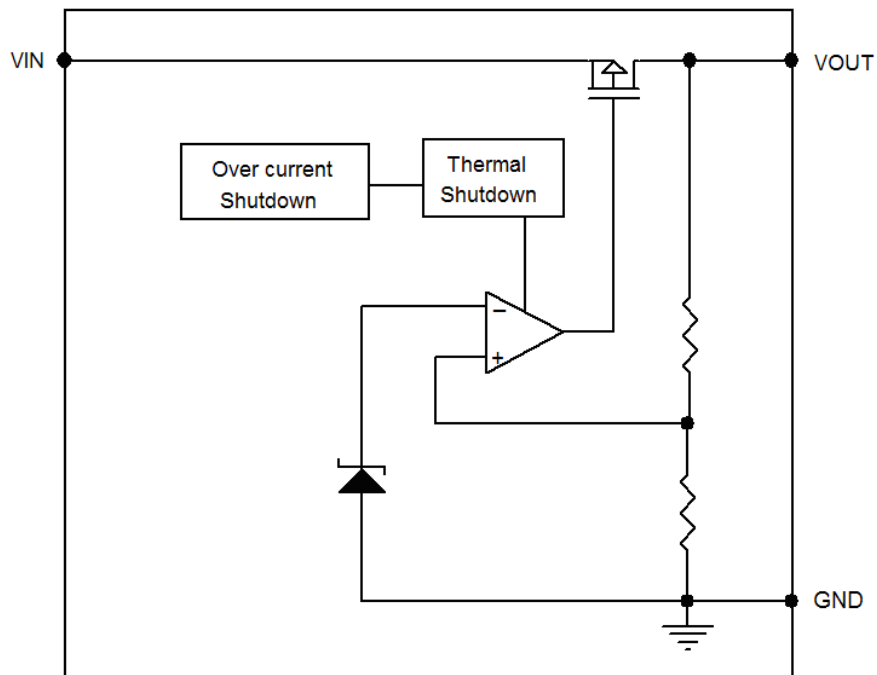 VIN
VOUT
Over current
Shutdown
Thermal
Shutdown
−
+
GND